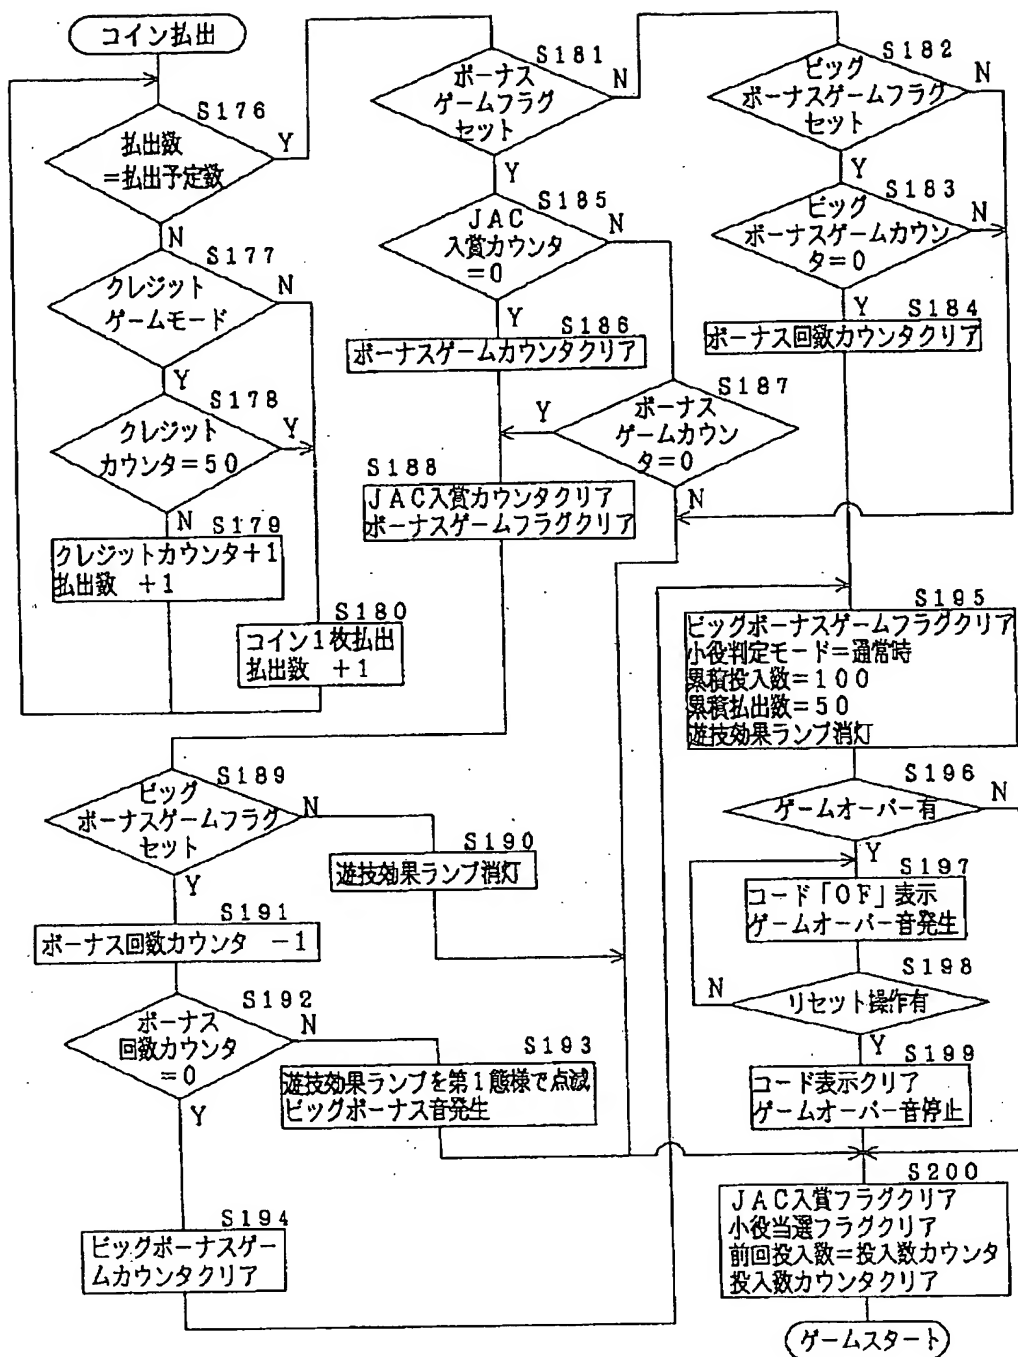 コイン払出
S176
払出数
=払出予定数
Y
N
S177
クレジット
ゲームモード
N
Y
S178
クレジット
カウンタ=50
Y
N
S179
クレジットカウンタ+1
払出数 +1
S180
コイン1枚払出
払出数 +1
S181
ボーナス
ゲームフラグ
セット
N
Y
S182
ビッグ
ボーナスゲームフラグ
セット
N
Y
S183
ビッグ
ボーナスゲームカウン
タ=0
N
Y
S184
ボーナス回数カウンタクリア
S185
JAC
入賞カウンタ
=0
N
Y
S186
ボーナスゲームカウンタクリア
S187
ボーナス
ゲームカウン
タ=0
Y
N
S188
JAC入賞カウンタクリア
ボーナスゲームフラグクリア
S189
ビッグ
ボーナスゲームフラグ
セット
N
Y
S190
遊技効果ランプ消灯
S191
ボーナス回数カウンタ -1
S192
ボーナス
回数カウンタ
=0
N
Y
S193
遊技効果ランプを第1態様で点滅
ビッグボーナス音発生
S194
ビッグボーナスゲー
ムカウンタクリア
S195
ビッグボーナスゲームフラグクリア
小役判定モード=通常時
累積投入数=100
累積払出数=50
遊技効果ランプ消灯
S196
ゲームオーバー有
N
Y
S197
コード「OF」表示
ゲームオーバー音発生
S198
リセット操作有
N
Y
S199
コード表示クリア
ゲームオーバー音停止
S200
JAC入賞フラグクリア
小役当選フラグクリア
前回投入数=投入数カウンタ
投入数カウンタクリア
ゲームスタート